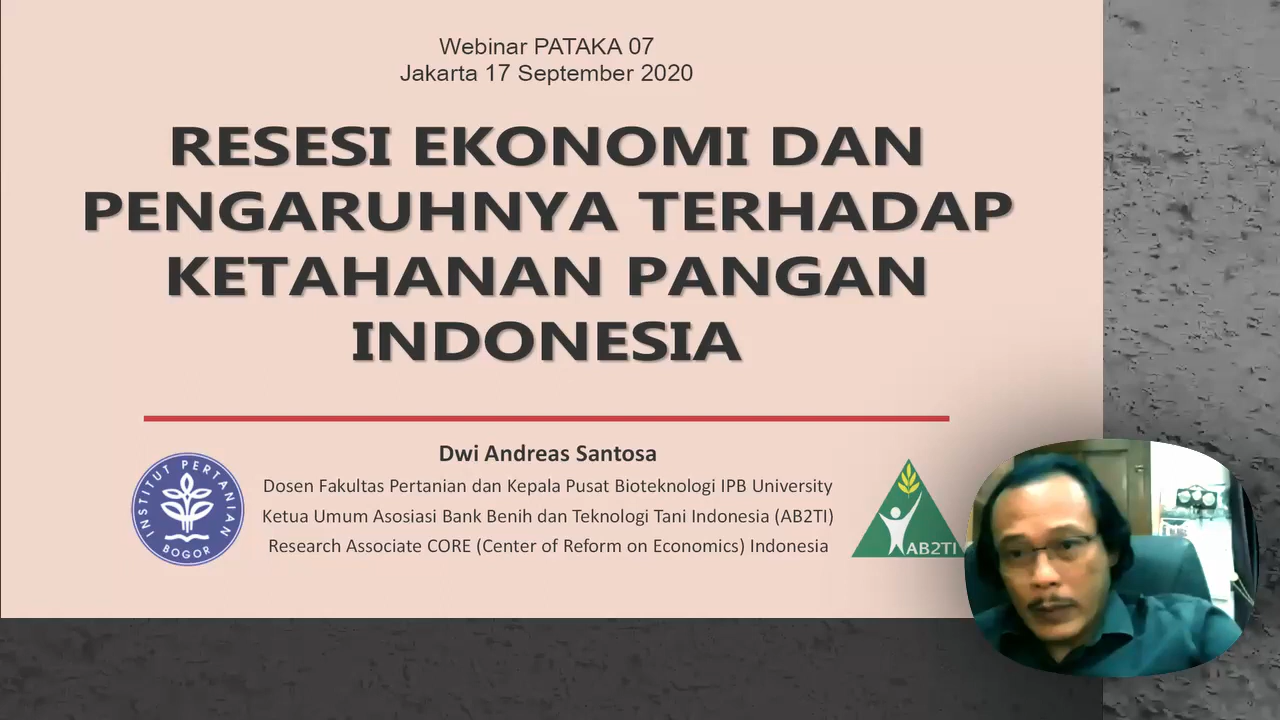 Webinar PATAKA 07
Jakarta 17 September 2020
RESESI EKONOMI DAN
PENGARUHNYA TERHADAP
KETAHANAN PANGAN
INDONESIA
Dwi Andreas Santosa
Dosen Fakultas Pertanian dan Kepala Pusat Bioteknologi IPB University
Ketua Umum Asosiasi Bank Benih dan Teknologi Tani Indonesia (AB2TI)
Research Associate CORE (Center of Reform on Economics) Indonesia
INSTITUT PERTANIAN
BOGOR
AB2TI